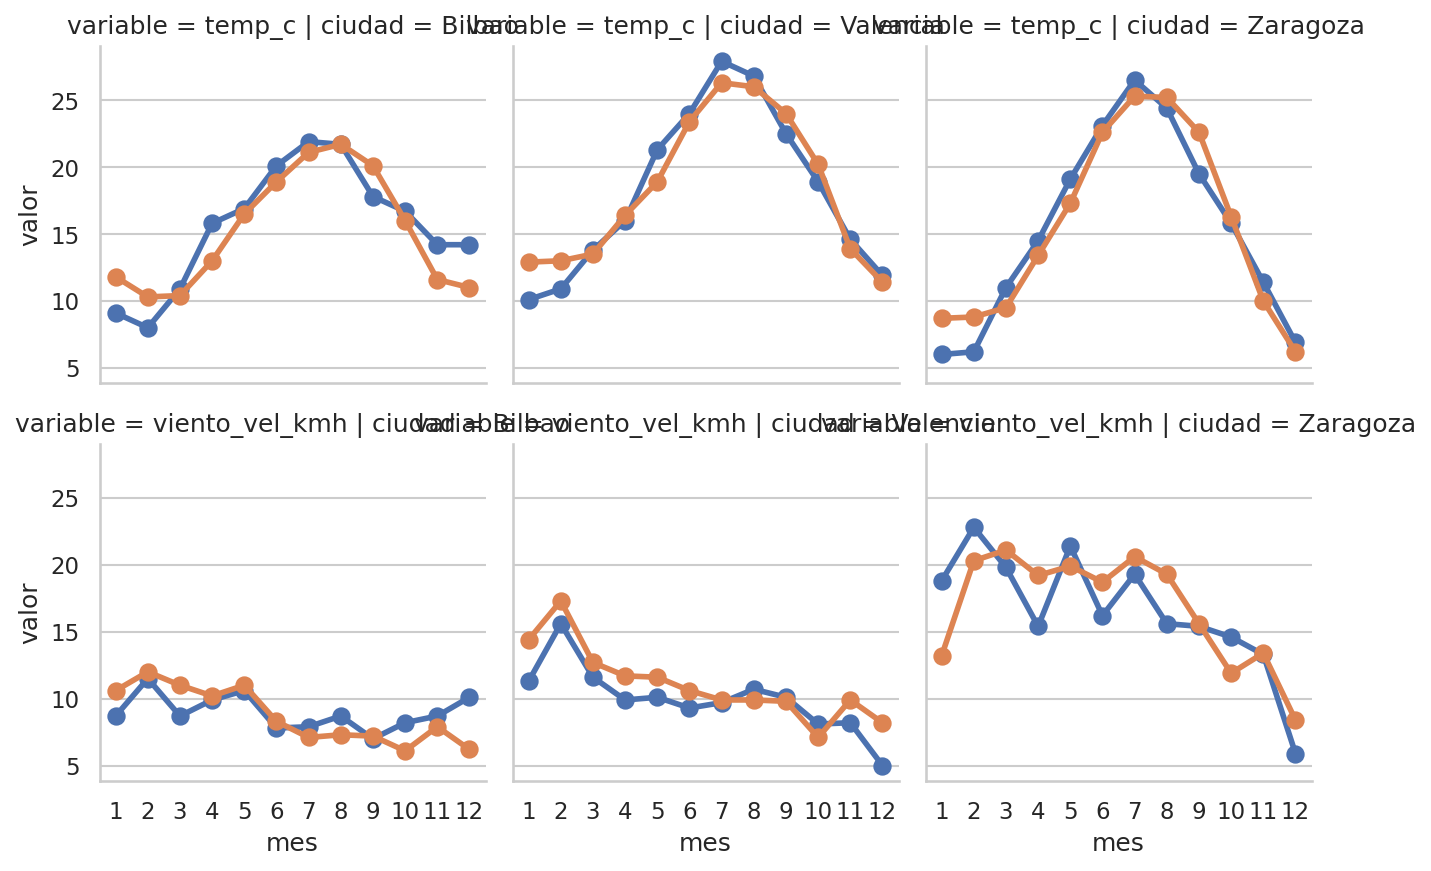 variable = temp_c | ciudad = Bilbao
variable = temp_c | ciudad = Valencia
variable = temp_c | ciudad = Zaragoza
25
20
15
10
5
valor
variable = viento_vel_kmh | ciudad = Bilbao
variable = viento_vel_kmh | ciudad = Valencia
variable = viento_vel_kmh | ciudad = Zaragoza
25
20
15
10
5
valor
1 2 3 4 5 6 7 8 9 10 11 12
1 2 3 4 5 6 7 8 9 10 11 12
1 2 3 4 5 6 7 8 9 10 11 12
mes
mes
mes